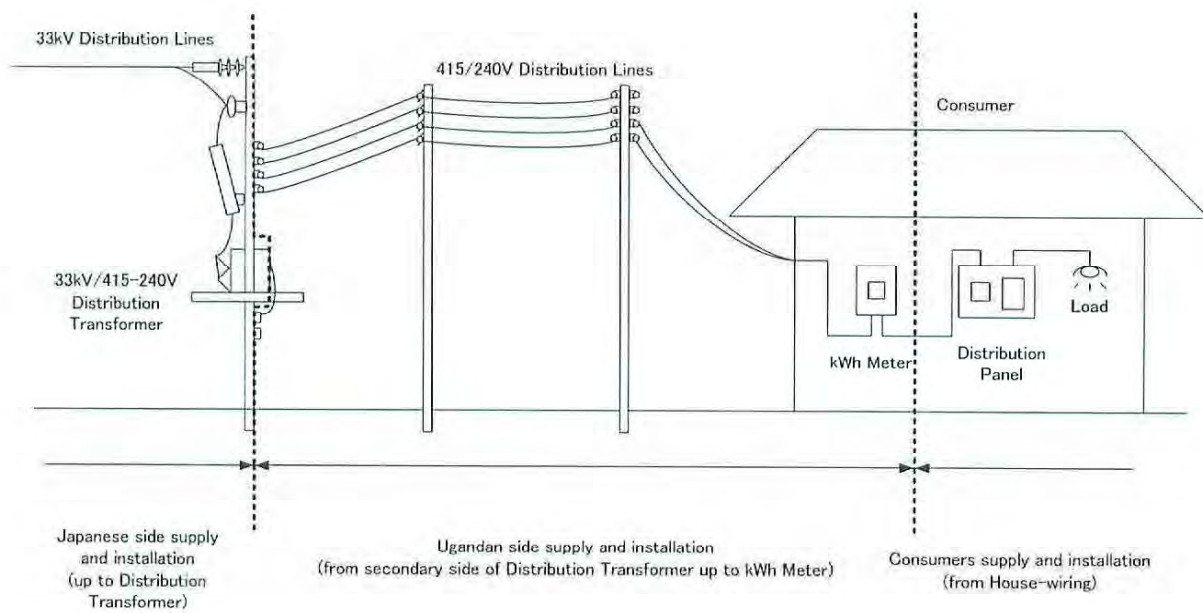 33kV Distribution Lines
415/240V Distribution Lines
Consumer
33kV/415-240V
Distribution
Transformer
kWh Meter
Distribution
Panel
Load
Japanese side supply
and installation
(up to Distribution
Transformer)
Ugandan side supply and installation
(from secondary side of Distribution Transformer up to kWh Meter)
Consumers supply and installation
(from House-wiring)